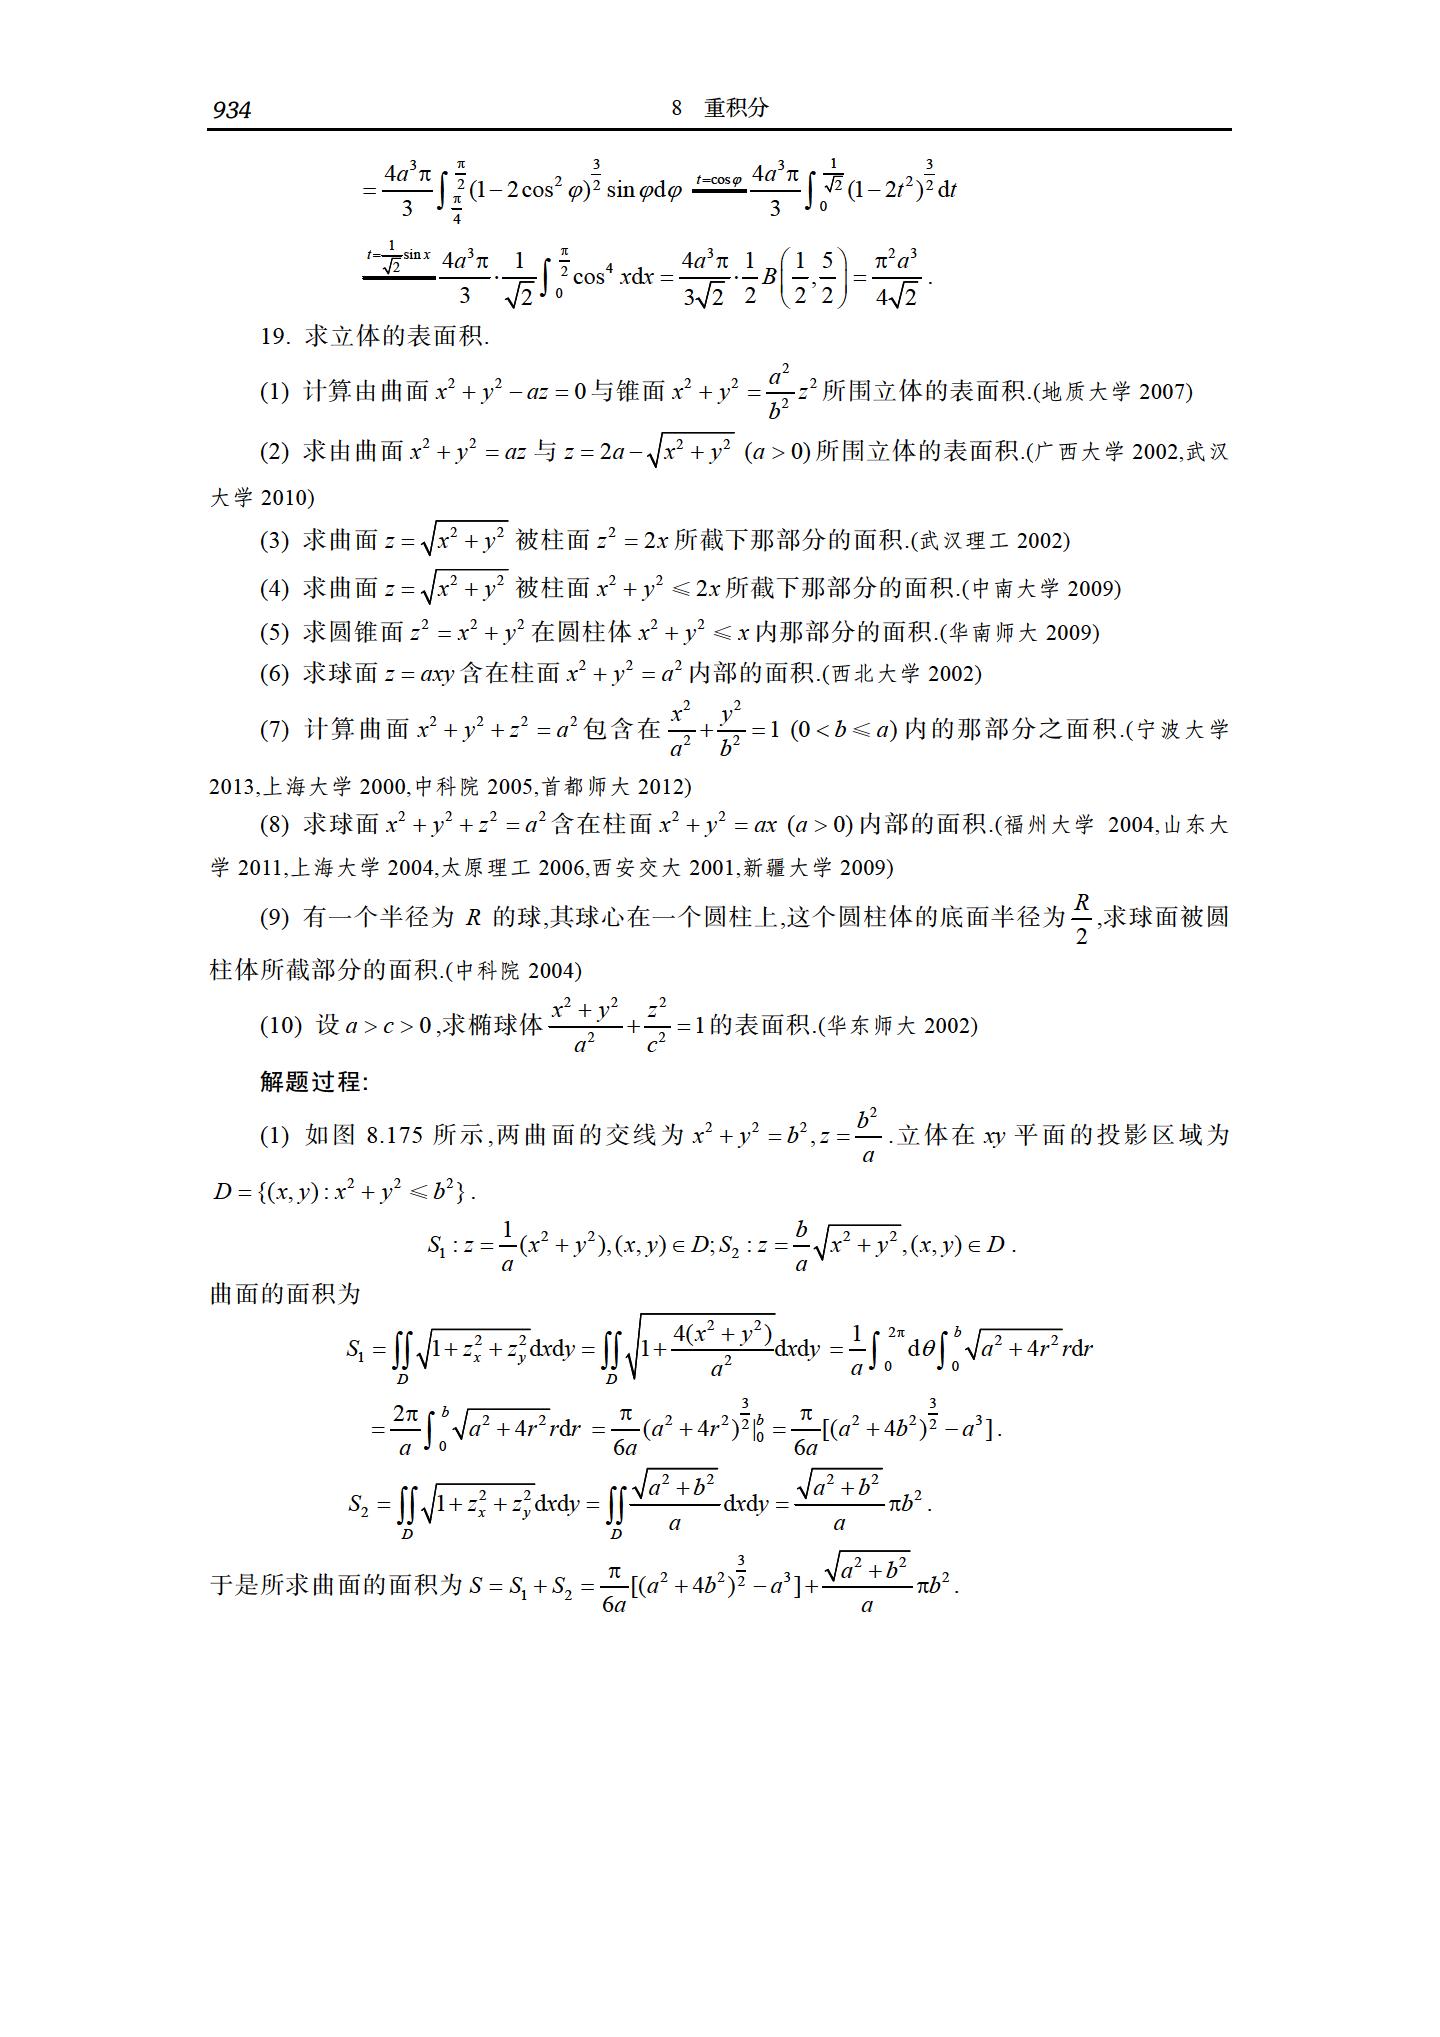 934 8 重积分
$=\frac{4a^3\pi}{3}\int_{\frac{\pi}{4}}^{\frac{\pi}{2}}(1-2\cos^2\varphi)^{\frac{3}{2}}\sin\varphi\mathrm{d}\varphi \xlongequal{t=\cos\varphi} \frac{4a^3\pi}{3}\int_0^{\frac{1}{\sqrt{2}}}(1-2t^2)^{\frac{3}{2}}\mathrm{d}t$
$\xlongequal{t=\frac{1}{\sqrt{2}}\sin x}\frac{4a^3\pi}{3}\cdot\frac{1}{\sqrt{2}}\int_0^{\frac{\pi}{2}}\cos^4 x\mathrm{d}x=\frac{4a^3\pi}{3\sqrt{2}}\cdot\frac{1}{2}B\left(\frac{1}{2},\frac{5}{2}\right)=\frac{\pi^2a^3}{4\sqrt{2}}.$
19. 求立体的表面积.
(1) 计算由曲面 $x^2+y^2-az=0$ 与锥面 $x^2+y^2=\frac{a^2}{b^2}z^2$ 所围立体的表面积.(地质大学 2007)
(2) 求由曲面 $x^2+y^2=az$ 与 $z=2a-\sqrt{x^2+y^2}$ $(a>0)$ 所围立体的表面积.(广西大学 2002,武汉
大学 2010)
(3) 求曲面 $z=\sqrt{x^2+y^2}$ 被柱面 $z^2=2x$ 所截下那部分的面积.(武汉理工 2002)
(4) 求曲面 $z=\sqrt{x^2+y^2}$ 被柱面 $x^2+y^2\leqslant 2x$ 所截下那部分的面积.(中南大学 2009)
(5) 求圆锥面 $z^2=x^2+y^2$ 在圆柱体 $x^2+y^2\leqslant x$ 内那部分的面积.(华南师大 2009)
(6) 求球面 $z=axy$ 含在柱面 $x^2+y^2=a^2$ 内部的面积.(西北大学 2002)
(7) 计算曲面 $x^2+y^2+z^2=a^2$ 包含在 $\frac{x^2}{a^2}+\frac{y^2}{b^2}=1$ $(0<b\leqslant a)$ 内的那部分之面积.(宁波大学
2013,上海大学 2000,中科院 2005,首都师大 2012)
(8) 求球面 $x^2+y^2+z^2=a^2$ 含在柱面 $x^2+y^2=ax$ $(a>0)$ 内部的面积.(福州大学 2004,山东大
学 2011,上海大学 2004,太原理工 2006,西安交大 2001,新疆大学 2009)
(9) 有一个半径为 $R$ 的球,其球心在一个圆柱上,这个圆柱体的底面半径为 $\frac{R}{2}$,求球面被圆
柱体所截部分的面积.(中科院 2004)
(10) 设 $a>c>0$,求椭球体 $\frac{x^2+y^2}{a^2}+\frac{z^2}{c^2}=1$ 的表面积.(华东师大 2002)
解题过程:
(1) 如图 8.175 所示,两曲面的交线为 $x^2+y^2=b^2,z=\frac{b^2}{a}$.立体在 $xy$ 平面的投影区域为
$D=\{(x,y):x^2+y^2\leqslant b^2\}$.
$S_1:z=\frac{1}{a}(x^2+y^2),(x,y)\in D;S_2:z=\frac{b}{a}\sqrt{x^2+y^2},(x,y)\in D.$
曲面的面积为
$S_1=\iint_D\sqrt{1+z_x^2+z_y^2}\mathrm{d}x\mathrm{d}y=\iint_D\sqrt{1+\frac{4(x^2+y^2)}{a^2}}\mathrm{d}x\mathrm{d}y=\frac{1}{a}\int_0^{2\pi}\mathrm{d}\theta\int_0^b\sqrt{a^2+4r^2}r\mathrm{d}r$
$=\frac{2\pi}{a}\int_0^b\sqrt{a^2+4r^2}r\mathrm{d}r=\frac{\pi}{6a}(a^2+4r^2)^{\frac{3}{2}}|_0^b=\frac{\pi}{6a}[(a^2+4b^2)^{\frac{3}{2}}-a^3].$
$S_2=\iint_D\sqrt{1+z_x^2+z_y^2}\mathrm{d}x\mathrm{d}y=\iint_D\frac{\sqrt{a^2+b^2}}{a}\mathrm{d}x\mathrm{d}y=\frac{\sqrt{a^2+b^2}}{a}\pi b^2.$
于是所求曲面的面积为 $S=S_1+S_2=\frac{\pi}{6a}[(a^2+4b^2)^{\frac{3}{2}}-a^3]+\frac{\sqrt{a^2+b^2}}{a}\pi b^2.$